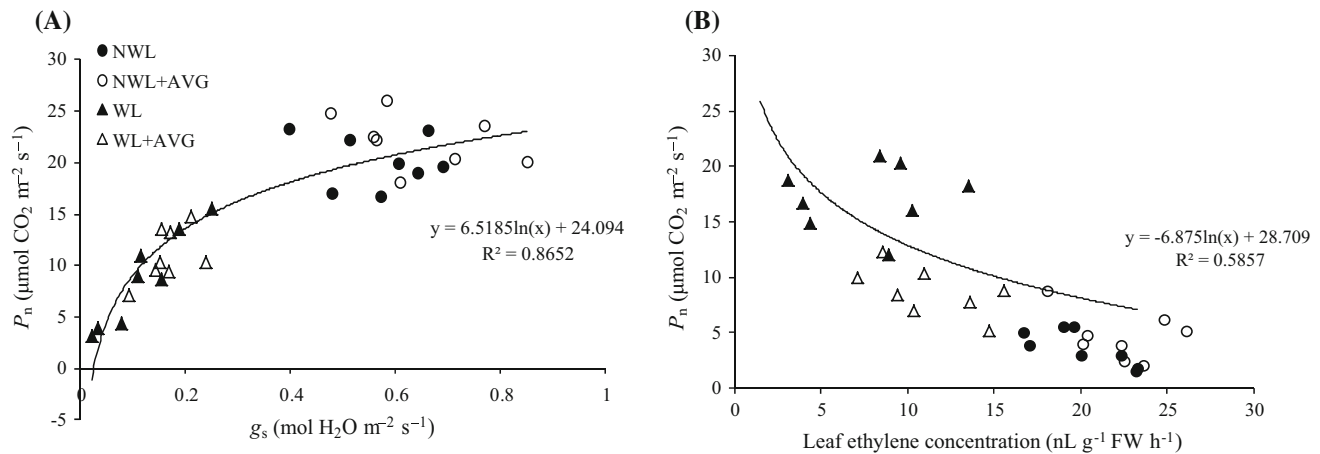 (A)
30
25
20
15
10
5
0
-5
0
0.2
0.4
0.6
0.8
1
Pn (µmol CO2 m−2 s−1)
gs (mol H2O m−2 s−1)
NWL
NWL+AVG
WL
WL+AVG
y = 6.5185ln(x) + 24.094
R² = 0.8652
(B)
30
25
20
15
10
5
0
0
5
10
15
20
25
30
Pn (µmol CO2 m−2 s−1)
Leaf ethylene concentration (nL g-1 FW h-1)
y = -6.875ln(x) + 28.709
R² = 0.5857